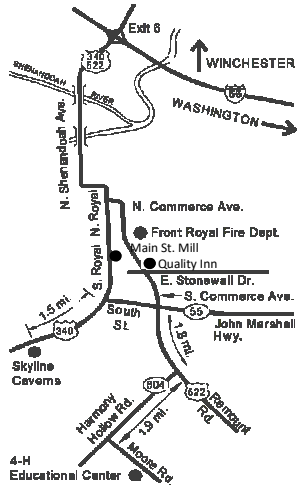 Exit 6
340
522
WINCHESTER
SHENANDOAH
RIVER
66
WASHINGTON
N. Shenandoah Ave.
N. Royal
N. Commerce Ave.
Front Royal Fire Dept.
Main St. Mill
Quality Inn
S. Royal
E. Stonewall Dr.
S. Commerce Ave.
1.5 mi.
South
St.
55
John Marshall
Hwy.
340
1.8 mi.
Skyline
Caverns
604
522
Remount
Rd.
Harmony
Hollow Rd.
1.9 mi.
Moore Rd.
4-H
Educational Center